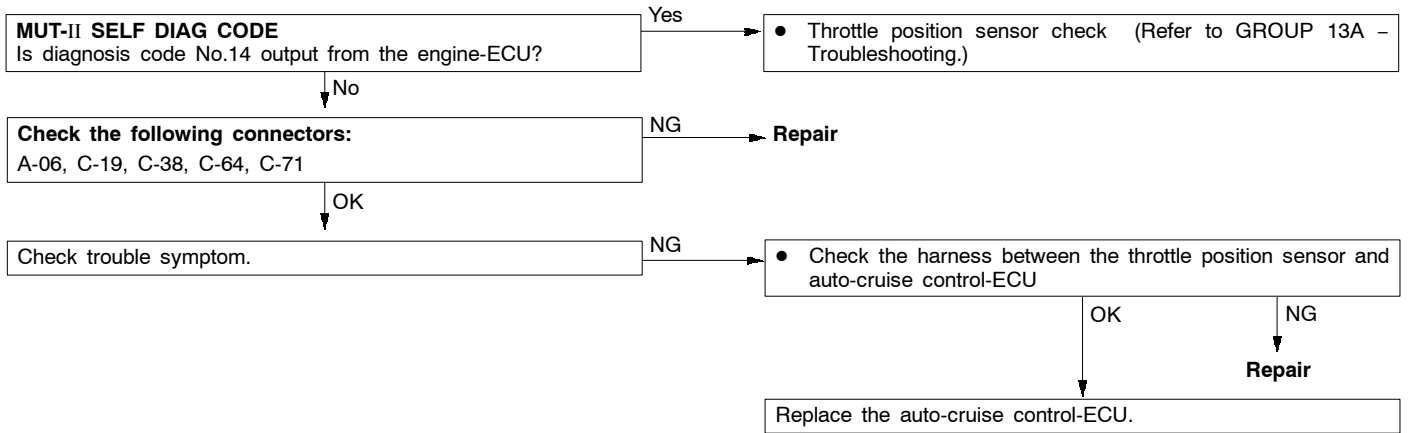 MUT-II SELF DIAG CODE
Is diagnosis code No.14 output from the engine-ECU?
Yes
● Throttle position sensor check (Refer to GROUP 13A –
Troubleshooting.)
No
Check the following connectors:
A-06, C-19, C-38, C-64, C-71
NG
Repair
OK
Check trouble symptom.
NG
● Check the harness between the throttle position sensor and
auto-cruise control-ECU
OK
NG
Repair
Replace the auto-cruise control-ECU.